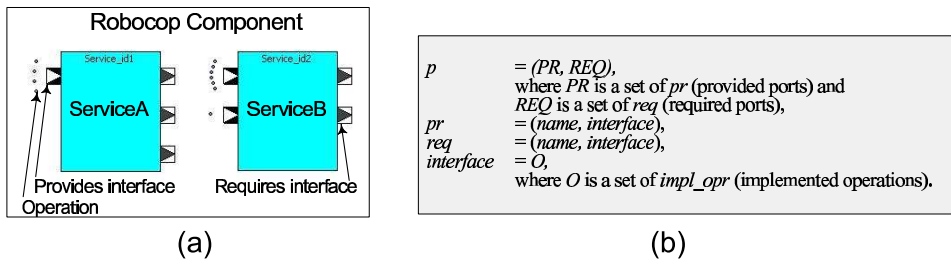 Robocop Component
Service_id1
Service_id2
ServiceA
ServiceB
Provides interface
Requires interface
Operation
(a)
p = (PR, REQ),
where PR is a set of pr (provided ports) and
REQ is a set of req (required ports),
pr = (name, interface),
req = (name, interface),
interface = O,
where O is a set of impl_opr (implemented operations).
(b)